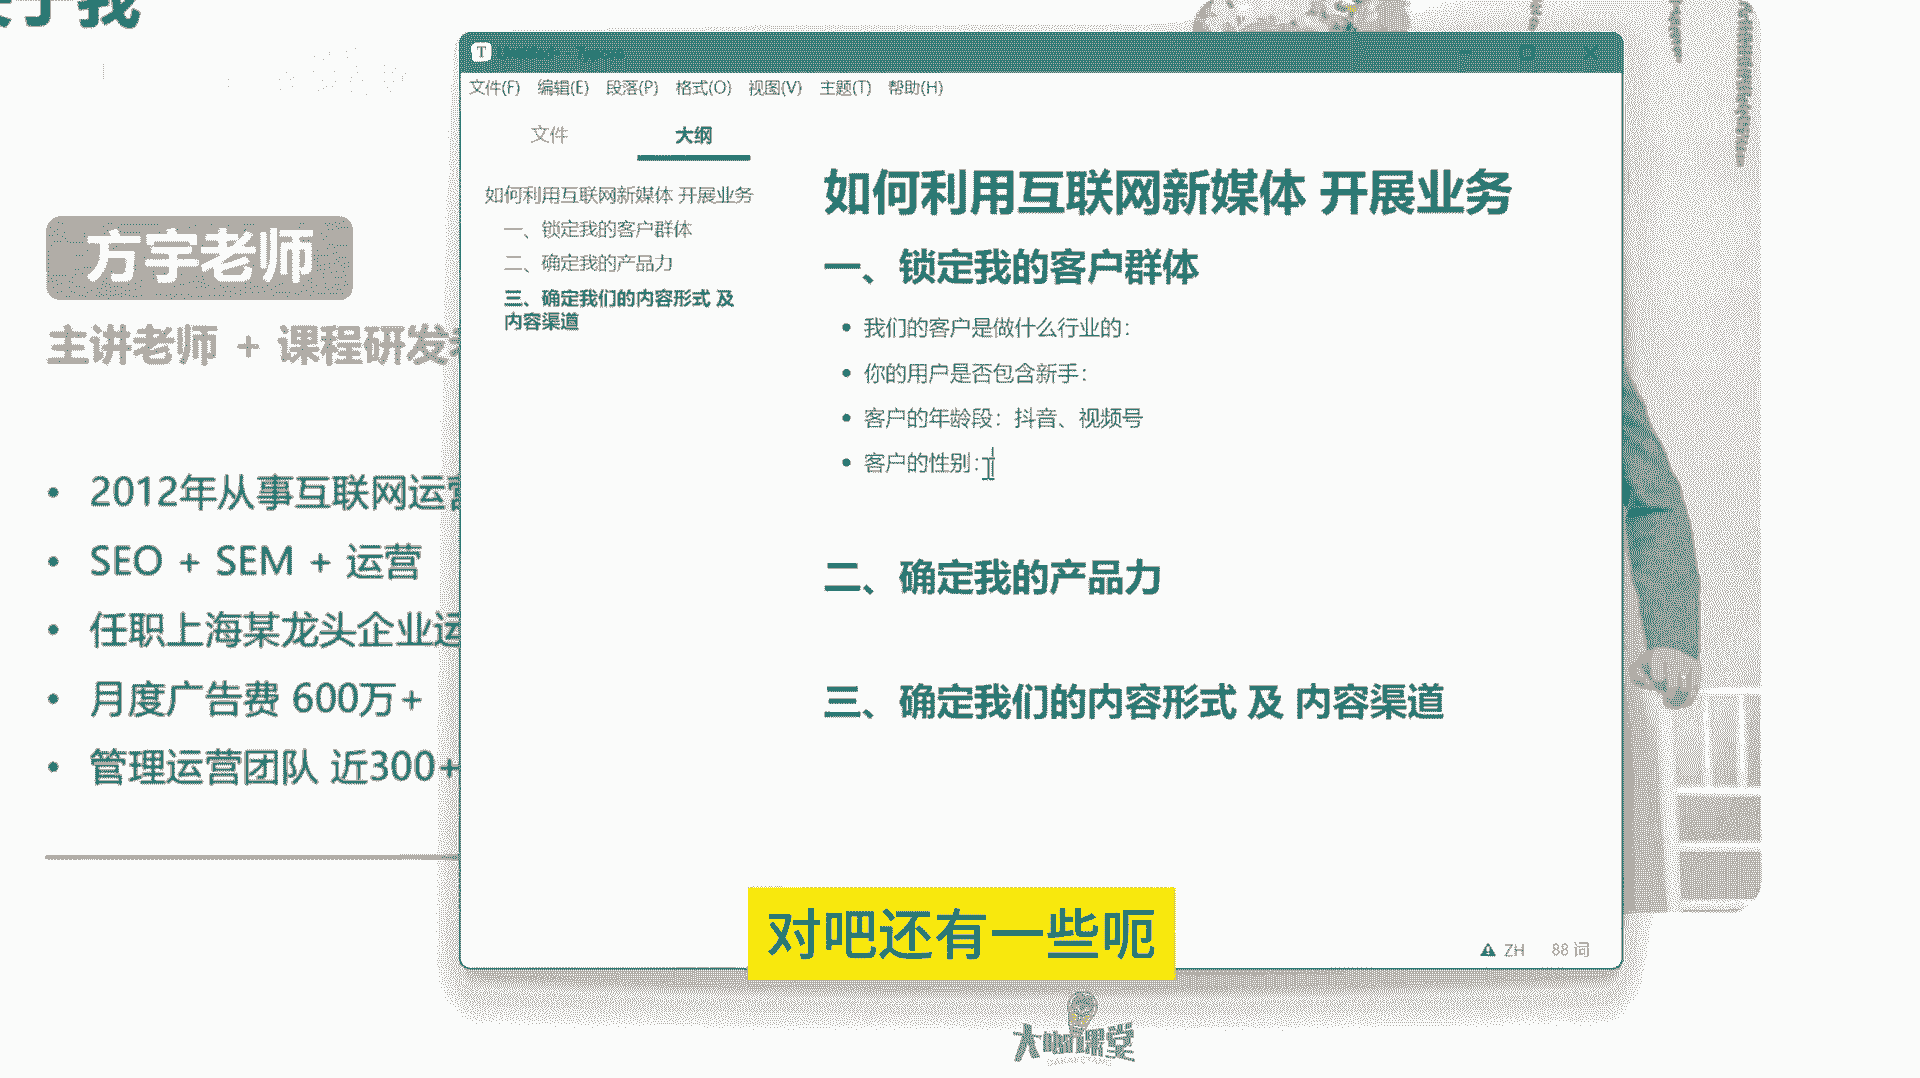 于我
方宇老师
主讲老师 + 课程研发
2012年从事互联网运营
SEO + SEM + 运营
任职上海某龙头企业运
月度广告费 600万+
管理运营团队 近300+
文件(F) 编辑(E) 段落(P) 格式(O) 视图(V) 主题(T) 帮助(H)
文件 大纲
如何利用互联网新媒体 开展业务
一、锁定我的客户群体
二、确定我的产品力
三、确定我们的内容形式 及
内容渠道
如何利用互联网新媒体 开展业务
一、锁定我的客户群体
我们的客户是做什么行业的：
你的用户是否包含新手：
客户的年龄段：抖音、视频号
客户的性别：
二、确定我的产品力
三、确定我们的内容形式 及 内容渠道
ZH 88 词
对吧还有一些呃
大咖课堂